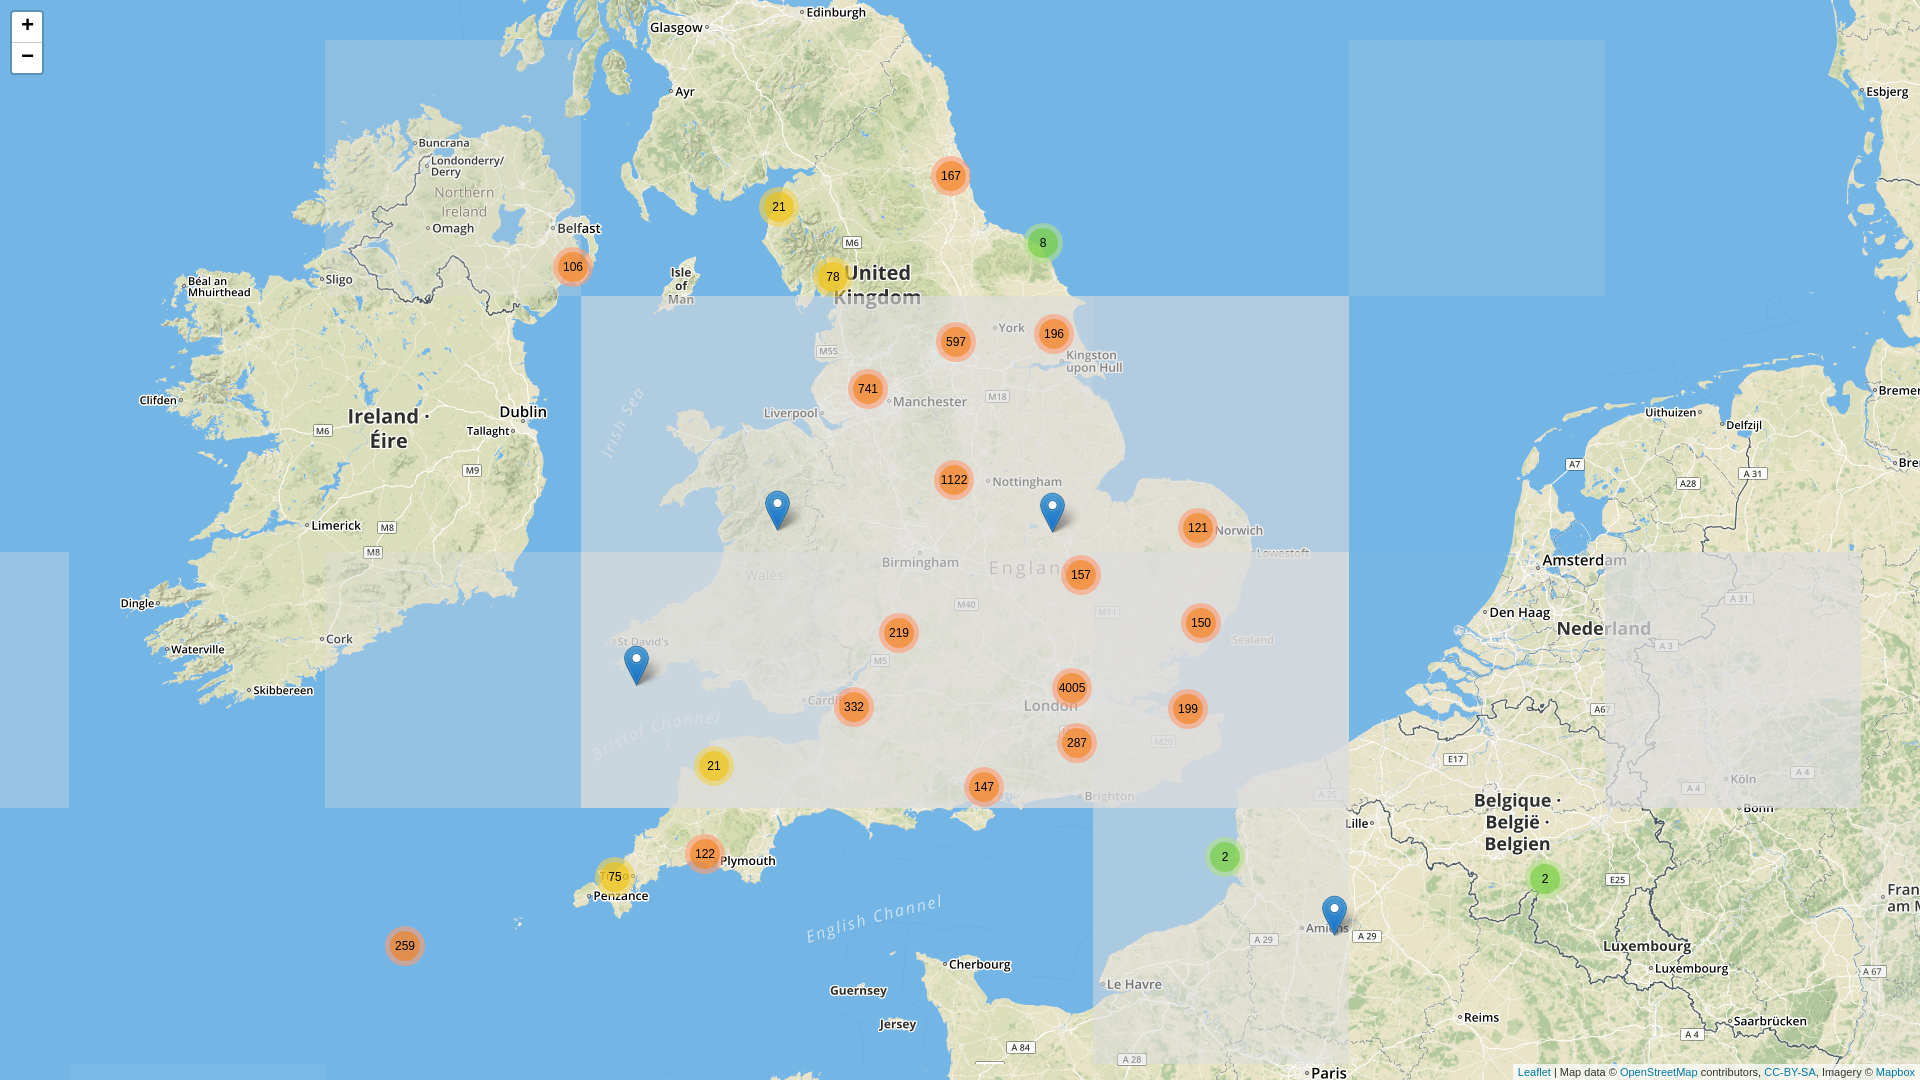 +
−
Edinburgh
Glasgow
Ayr
Esbjerg
Buncrana
Londonderry/
Derry
167
Northern
Ireland
21
Omagh
Belfast
M6
8
106
78
United
Kingdom
Isle
of
Man
Sligo
Béal an
Mhuirthead
York
196
597
M55
Kingston
upon Hull
741
Manchester
M18
Clifden
Irish Sea
Liverpool
Dublin
Ireland ·
Éire
M6
Tallaght
Uithuizen
Delfzijl
A7
A 31
A28
M9
1122
Nottingham
Limerick
M8
M8
121
Norwich
Lowestoft
Birmingham
Wales
Englan
157
Amsterdam
A 31
Dingle
M40
M11
Den Haag
150
Nederland
219
Cork
St David's
Sealand
Waterville
M5
A 3
Skibbereen
4005
Cardif
332
London
199
A67
Bristol Channel
287
M20
E17
21
A 4
A 4
Köln
147
Brighton
A 25
Belgique ·
België ·
Belgien
Bonn
Lille
122
Plymouth
2
75
Penzance
2
E25
Fran
am M
English Channel
Amiens
A 29
A 29
259
Luxembourg
Luxembourg
A 67
Cherbourg
Le Havre
Guernsey
Jersey
Reims
Saarbrücken
A 4
A 84
A 28
Paris
Leaflet | Map data © OpenStreetMap contributors, CC-BY-SA, Imagery © Mapbox